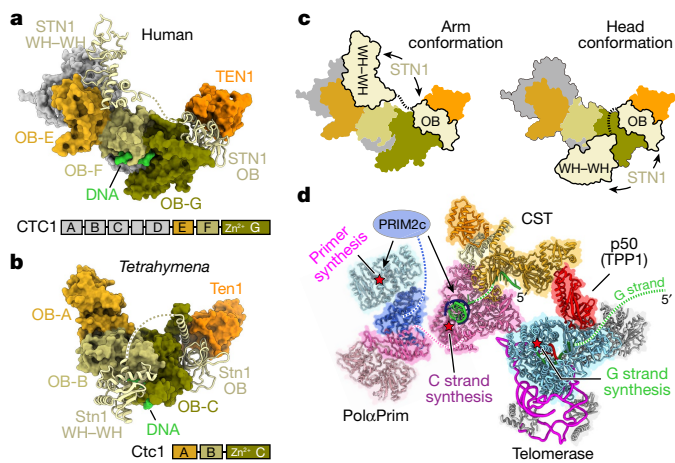 a
Human
STN1
WH–WH
TEN1
OB-E
OB-F
DNA
OB-G
STN1
OB
CTC1 A B C D E F Zn²⁺ G
b
Tetrahymena
OB-A
Ten1
OB-B
Stn1
OB
Stn1
WH–WH
OB-C
DNA
Ctc1 A B Zn²⁺ C
c
Arm
conformation
Head
conformation
WH–WH
STN1
OB
OB
WH–WH
STN1
d
PRIM2c
CST
Primer
synthesis
p50
(TPP1)
G strand
5′
5′
C strand
synthesis
G strand
synthesis
PolαPrim
Telomerase